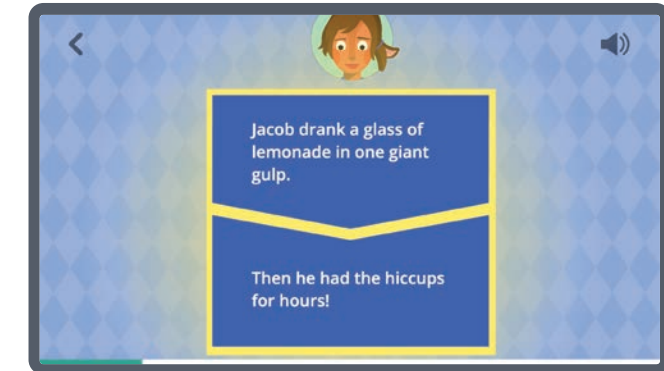 Jacob drank a glass of
lemonade in one giant
gulp.
Then he had the hiccups
for hours!